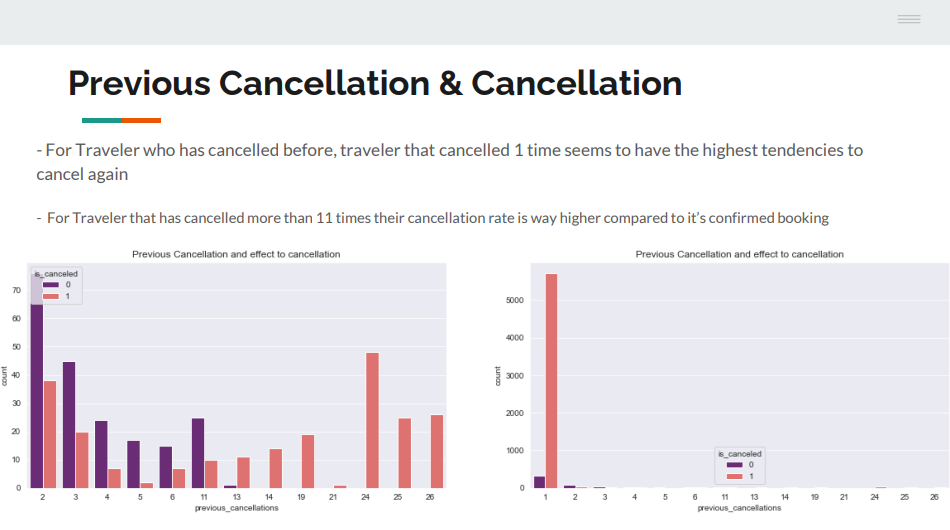 Previous Cancellation & Cancellation
- For Traveler who has cancelled before, traveler that cancelled 1 time seems to have the highest tendencies to
cancel again
- For Traveler that has cancelled more than 11 times their cancellation rate is way higher compared to it's confirmed booking
Previous Cancellation and effect to cancellation
is_canceled
0
1
70
60
50
40
30
20
10
0
count
2 3 4 5 6 11 13 14 19 21 24 25 26
previous_cancellations
Previous Cancellation and effect to cancellation
5000
4000
3000
2000
1000
0
count
is_canceled
0
1
1 2 3 4 5 6 11 13 14 19 21 24 25 26
previous_cancellations